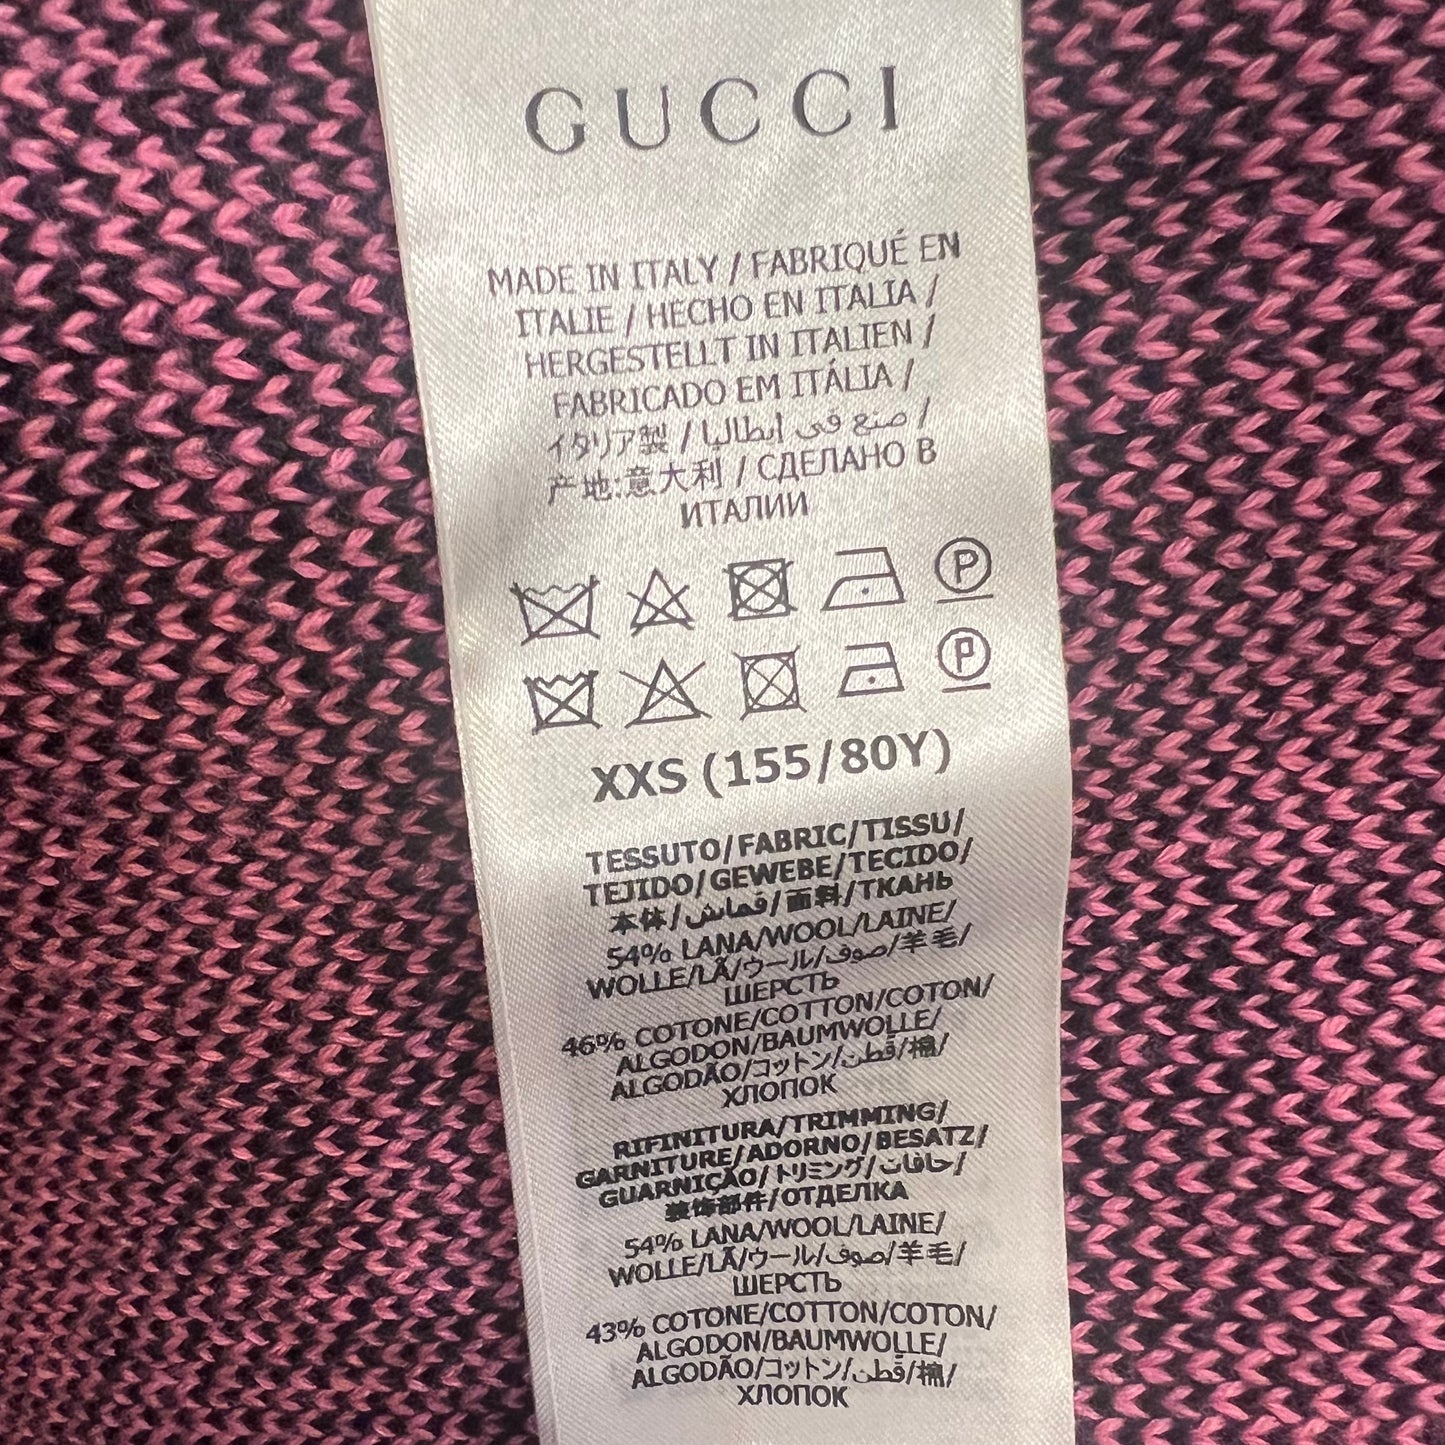 GUCCI
MADE IN ITALY / FABRIQUÉ EN
ITALIE / HECHO EN ITALIA /
HERGESTELLT IN ITALIEN /
FABRICADO EM ITÁLIA /
イタリア製 / صنع في ايطاليا /
产地:意大利 / СДЕЛАНО В
ИТАЛИИ
P
P
XXS (155/80Y)
TESSUTO/FABRIC/TISSU/
TEJIDO/GEWEBE/TECIDO/
本体/قماش/面料/ТКАНЬ
54% LANA/WOOL/LAINE/
WOLLE/LÃ/ウール/صوف/羊毛/
ШЕРСТЬ
46% COTONE/COTTON/COTON/
ALGODON/BAUMWOLLE/
ALGODÃO/コットン/قطن/棉/
ХЛОПОК
RIFINITURA/TRIMMING/
GARNITURE/ADORNO/BESATZ/
GUARNICÃO/トリミング/حافات/
装饰部件/ОТДЕЛКА
54% LANA/WOOL/LAINE/
WOLLE/LÃ/ウール/صوف/羊毛/
ШЕРСТЬ
43% COTONE/COTTON/COTON/
ALGODON/BAUMWOLLE/
ALGODÃO/コットン/قطن/棉/
ХЛОПОК